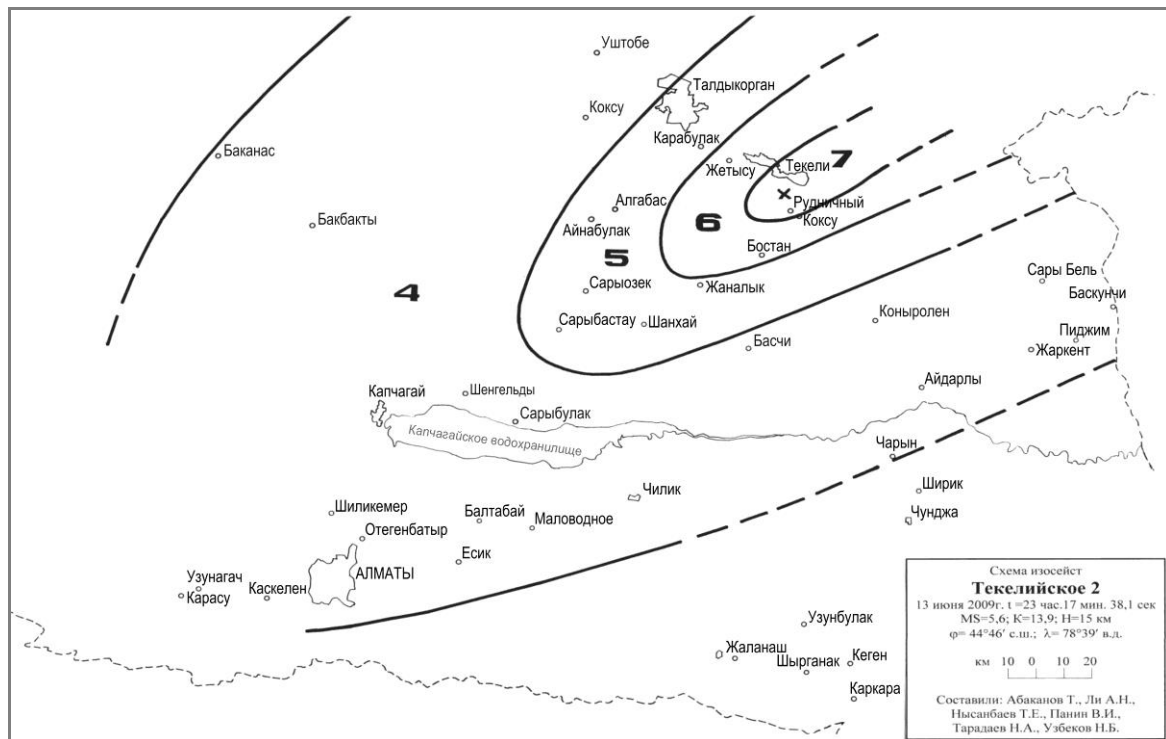 Уштобе
Талдыкорган
Коксу
Карабулак
Баканас
Жетысу
Текели
7
Алгабас
Рудничный
Коксу
Бакбакты
Айнабулак
6
Бостан
5
4
Сарыозек
Жаналык
Сары Бель
Баскунчи
Сарыбастау
Шанхай
Коныролен
Пиджим
Басчи
Жаркент
Капчагай
Шенгельды
Айдарлы
Сарыбулак
Капчагайское водохранилище
Чарын
Чилик
Ширик
Шиликемер
Балтабай
Маловодное
Чунджа
Отегенбатыр
Есик
Узунагач
Каскелен
АЛМАТЫ
Карасу
Узунбулак
Жаланаш
Шырганак
Кеген
Каркара
Схема изосейст
Текелийское 2
13 июня 2009г. t =23 час.17 мин. 38,1 сек
MS=5,6; К=13,9; Н=15 км
φ= 44°46′ с.ш.; λ= 78°39′ в.д.
км 10 0 10 20
Составили: Абаканов Т., Ли А.Н.,
Нысанбаев Т.Е., Панин В.И.,
Тарадаев Н.А., Узбеков Н.Б.